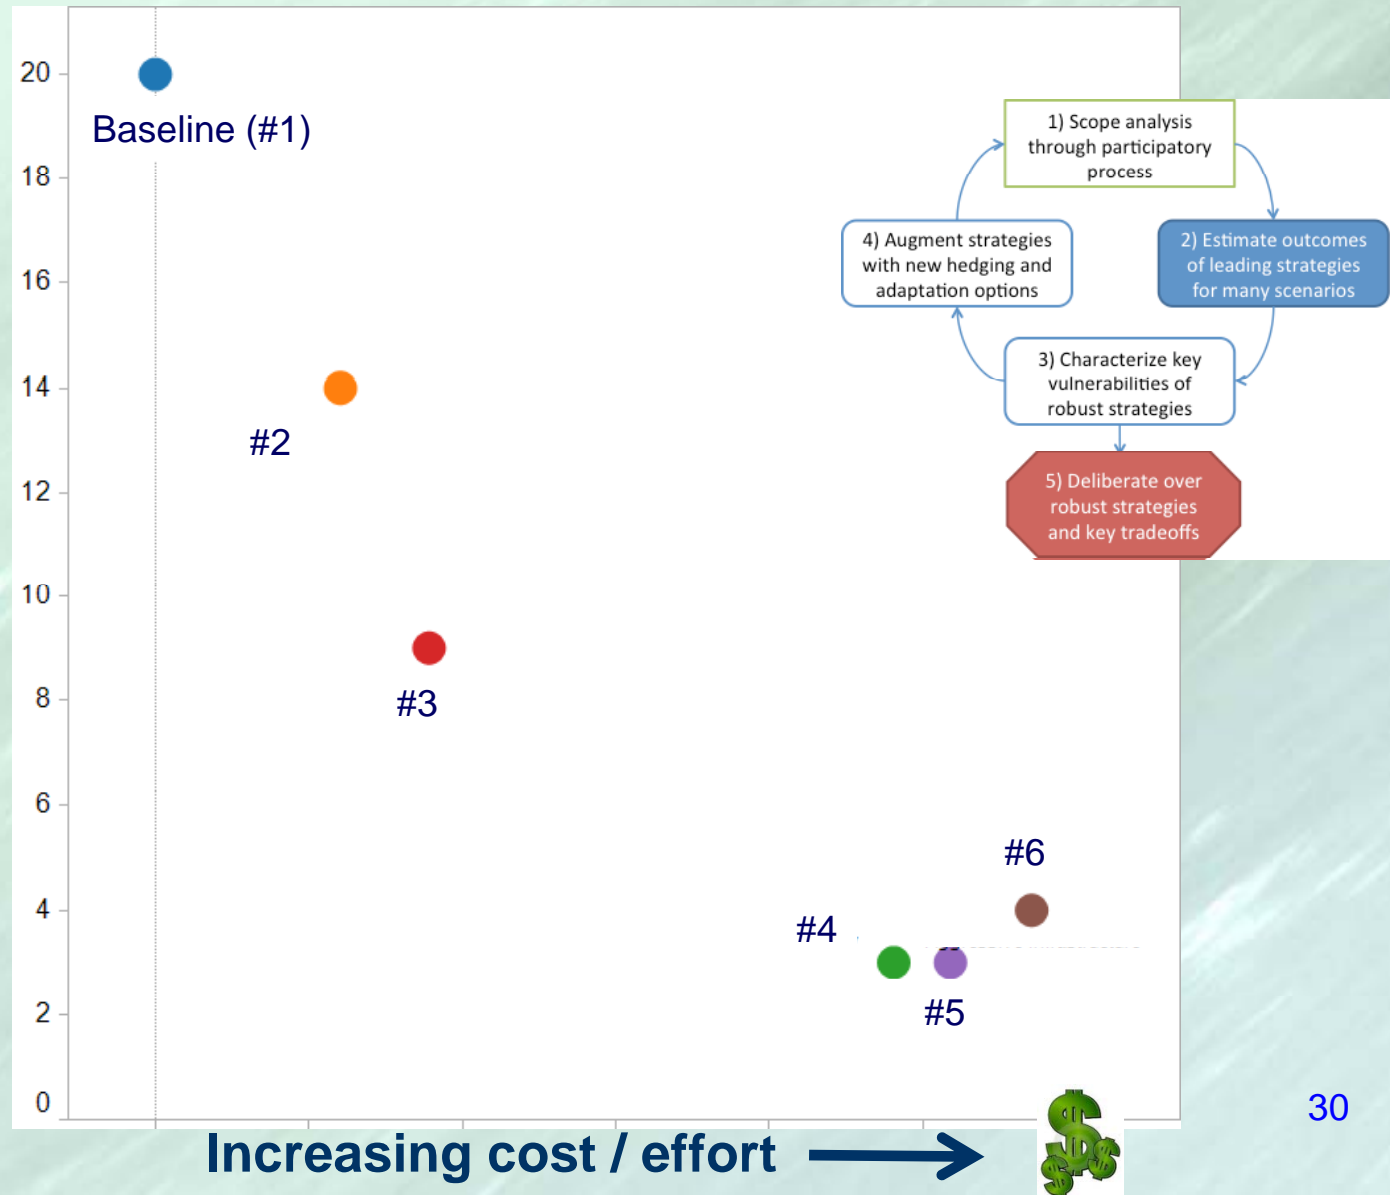 20
18
16
14
12
10
8
6
4
2
0
Baseline (#1)
#2
#3
#4
#5
#6
1) Scope analysis
through participatory
process
2) Estimate outcomes
of leading strategies
for many scenarios
3) Characterize key
vulnerabilities of
robust strategies
4) Augment strategies
with new hedging and
adaptation options
5) Deliberate over
robust strategies
and key tradeoffs
Increasing cost / effort
30